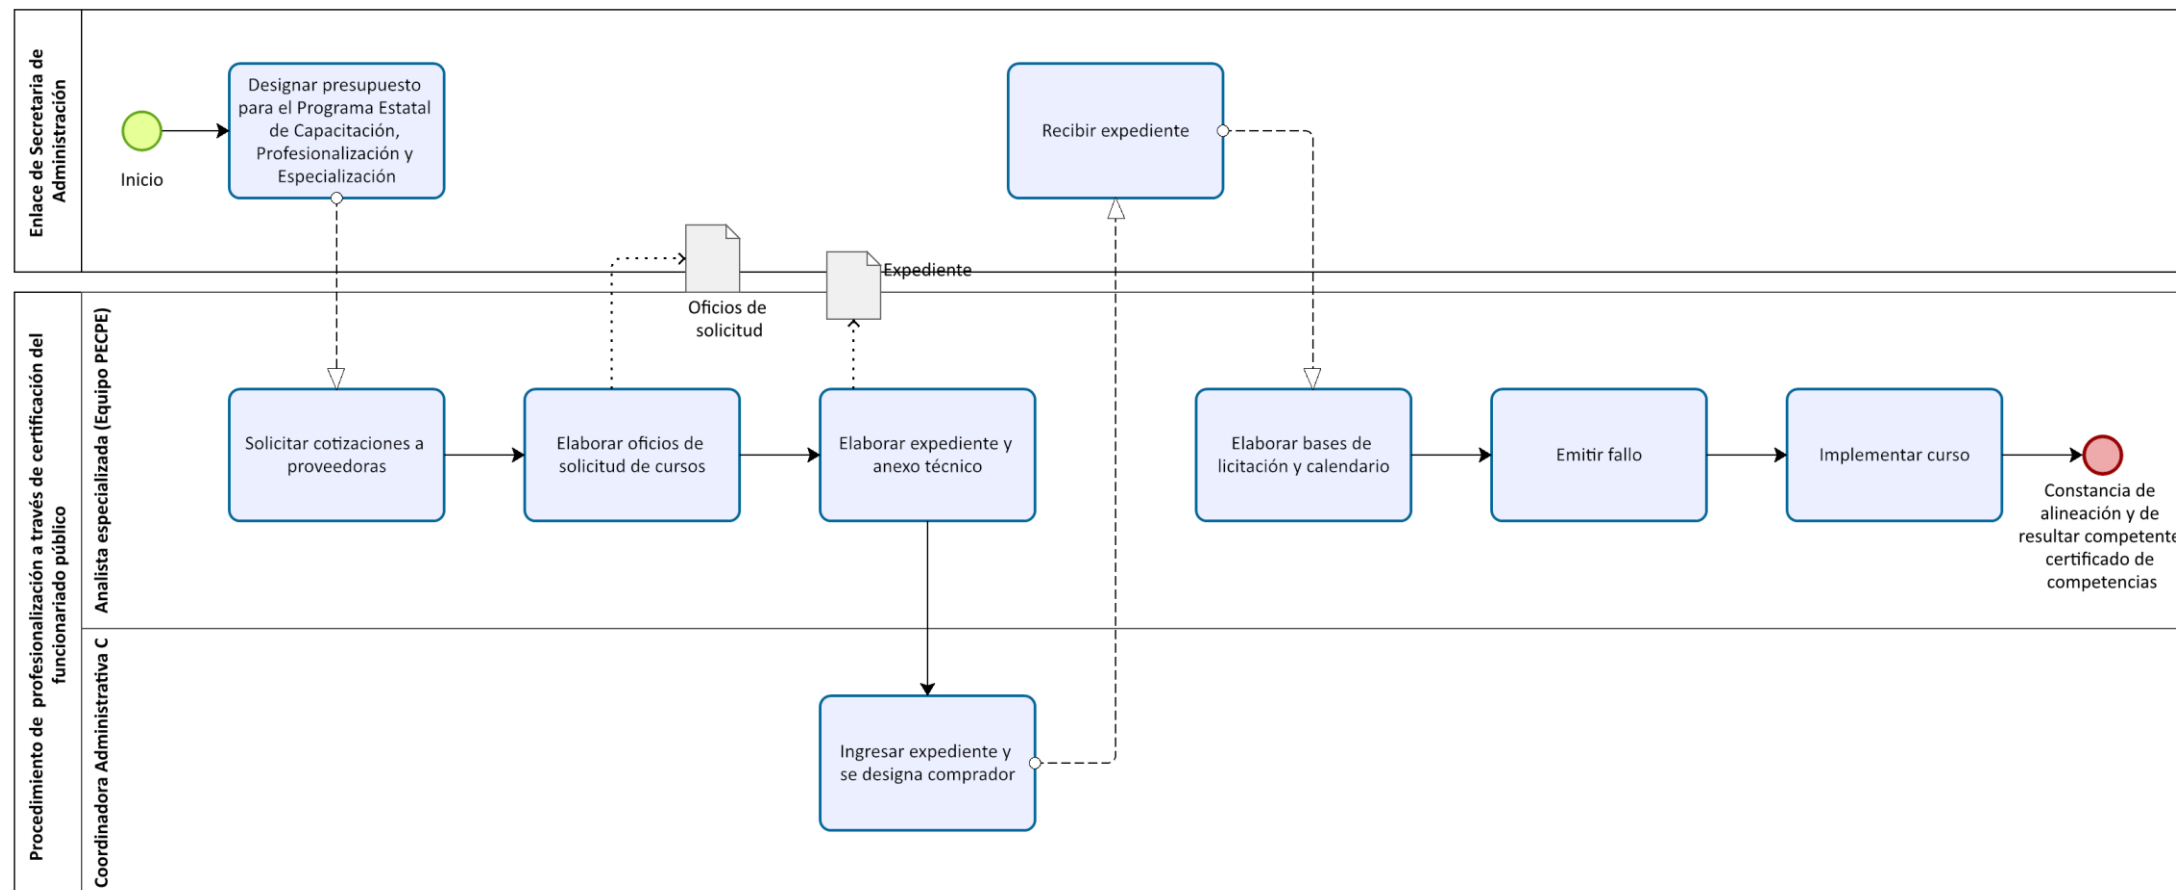 Enlace de Secretaria de
Administración
Inicio
Designar presupuesto
para el Programa Estatal
de Capacitación,
Profesionalización y
Especialización
Recibir expediente
Oficios de
solicitud
Expediente
Procedimiento de profesionalización a través de certificación del
funcionariado público
Analista especializada (Equipo PECPE)
Solicitar cotizaciones a
proveedoras
Elaborar oficios de
solicitud de cursos
Elaborar expediente y
anexo técnico
Elaborar bases de
licitación y calendario
Emitir fallo
Implementar curso
Constancia de
alineación y de
resultar competente
certificado de
competencias
Coordinadora Administrativa C
Ingresar expediente y
se designa comprador